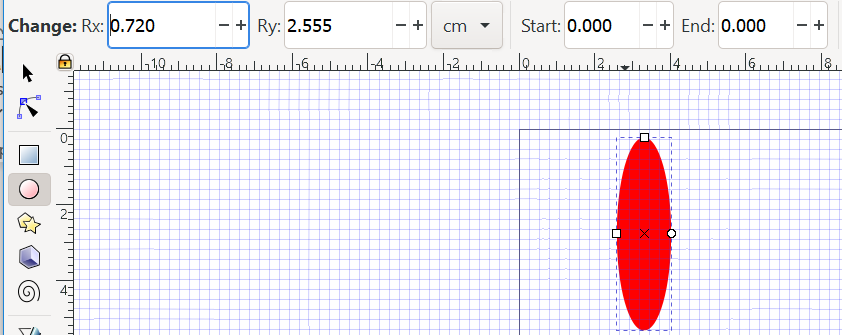 Change: Rx: 0.720 − + Ry: 2.555 − + cm Start: 0.000 − + End: 0.000 − +
-10 -8 -6 -4 -2 0 2 4 6 8
0
2
4